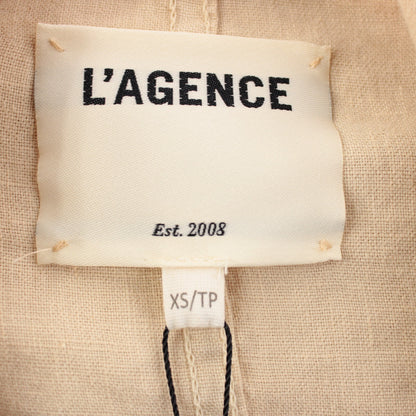 L'AGENCE
Est. 2008
XS/TP